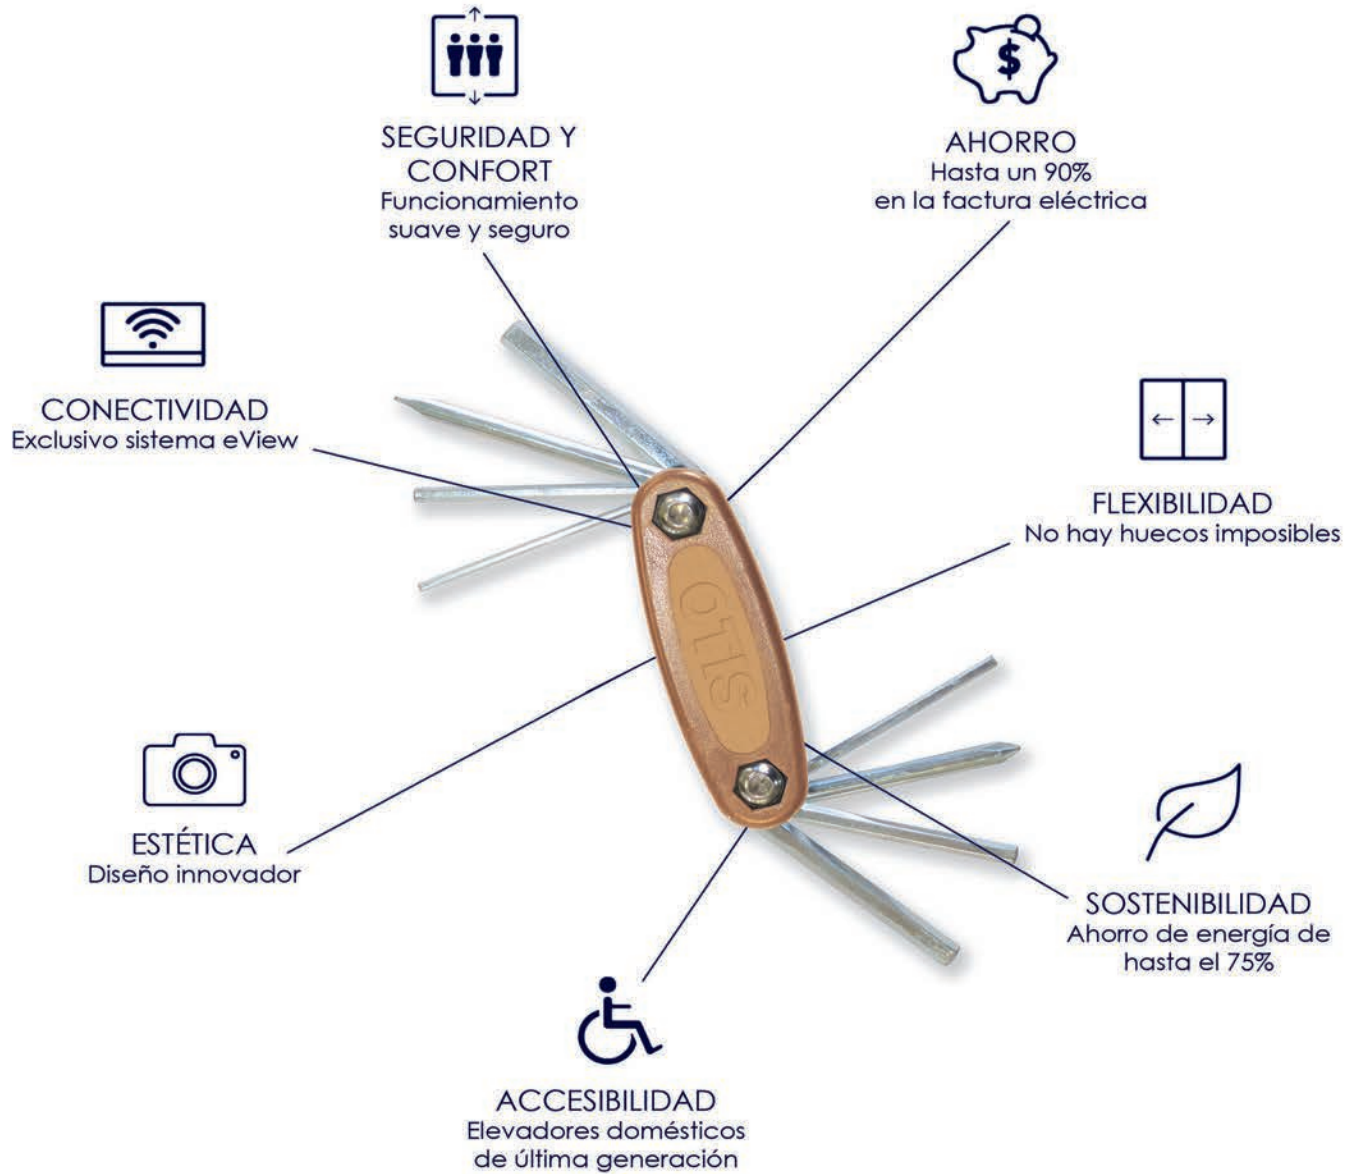 SEGURIDAD Y
CONFORT
Funcionamiento
suave y seguro
$
AHORRO
Hasta un 90%
en la factura eléctrica
CONECTIVIDAD
Exclusivo sistema eView
FLEXIBILIDAD
No hay huecos imposibles
OTIS
ESTÉTICA
Diseño innovador
SOSTENIBILIDAD
Ahorro de energía de
hasta el 75%
ACCESIBILIDAD
Elevadores domésticos
de última generación